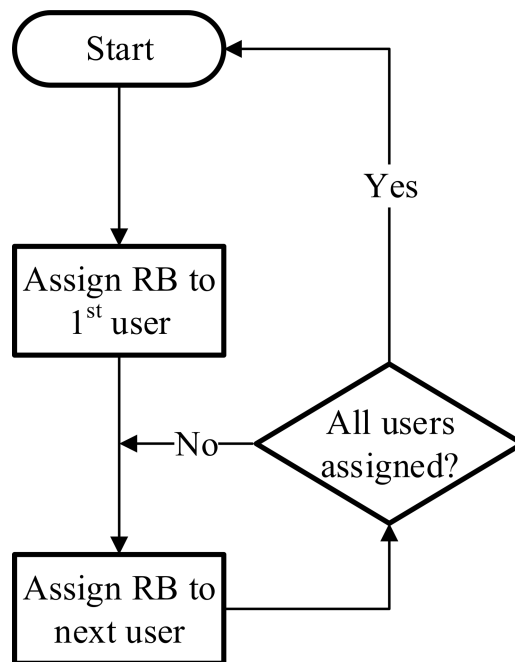 Start
Yes
Assign RB to
1st user
All users
assigned?
No
Assign RB to
next user